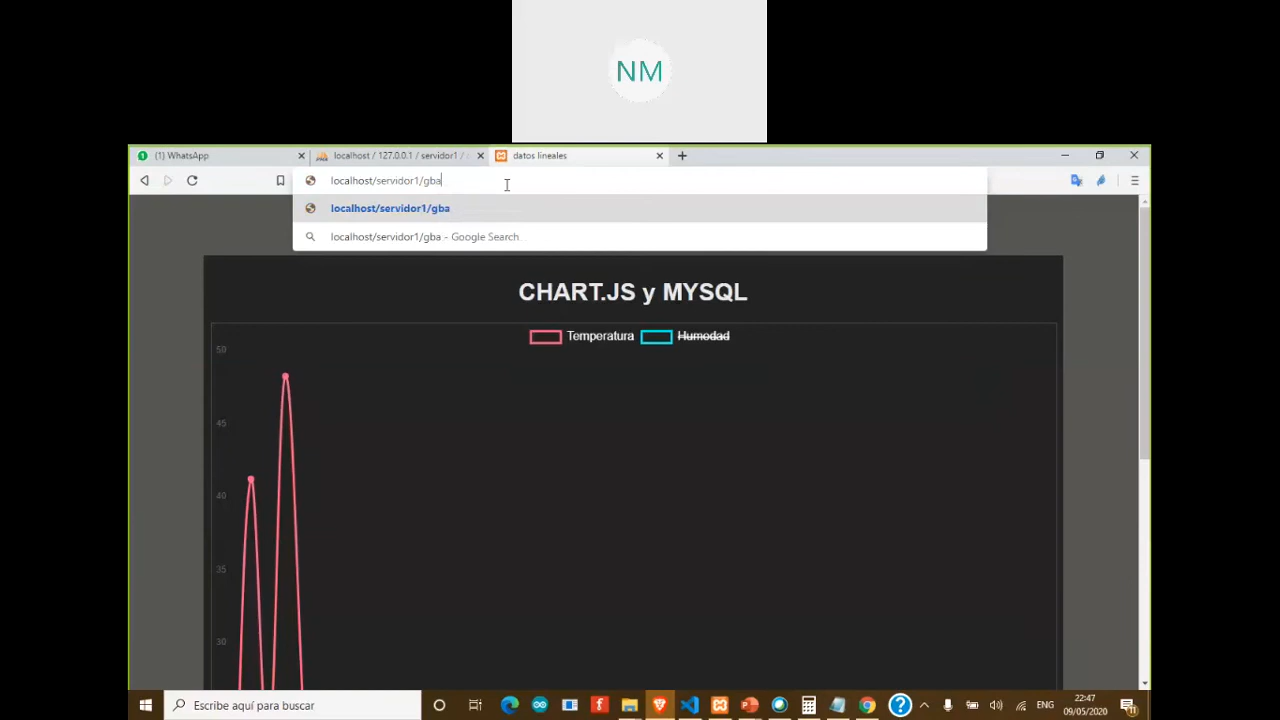 NM
(1) WhatsApp
localhost / 127.0.0.1 / servidor1 /
datos lineales
localhost/servidor1/gba
localhost/servidor1/gba
localhost/servidor1/gba - Google Search
CHART.JS y MYSQL
Temperatura
Humodad
50
45
40
35
30
Escribe aquí para buscar
ENG
22:47
09/05/2020
11